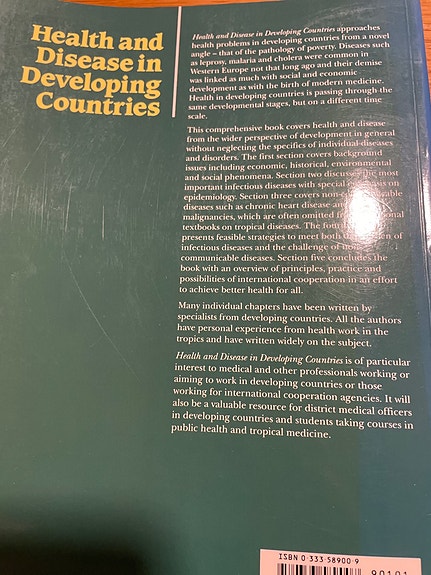 Health and
Disease in
Developing
Countries
Health and Disease in Developing Countries approaches
health problems in developing countries from a novel
angle – that of the pathology of poverty. Diseases such
as leprosy, malaria and cholera were common in
Western Europe not that long ago and their demise
was linked as much with social and economic
development as with the birth of modern medicine.
Health in developing countries is passing through the
same developmental stages, but on a different time
scale.
This comprehensive book covers health and disease
from the wider perspective of development in general
without neglecting the specifics of individual diseases
and disorders. The first section covers background
issues including economic, historical, environmental
and social phenomena. Section two discusses the most
important infectious diseases with special emphasis on
epidemiology. Section three covers
diseases such as chronic heart disease and
malignancies, which are often omitted
textbooks on tropical diseases. The
presents feasible strategies to meet both
infectious diseases and the challenge of
communicable diseases. Section five concludes the
book with an overview of principles, practice and
possibilities of international cooperation in an effort
to achieve better health for all.
Many individual chapters have been written by
specialists from developing countries. All the authors
have personal experience from health work in the
tropics and have written widely on the subject.
Health and Disease in Developing Countries is of particular
interest to medical and other professionals working or
aiming to work in developing countries or those
working for international cooperation agencies. It will
also be a valuable resource for district medical officers
in developing countries and students taking courses in
public health and tropical medicine.
ISBN 0 333 58900 9
90101